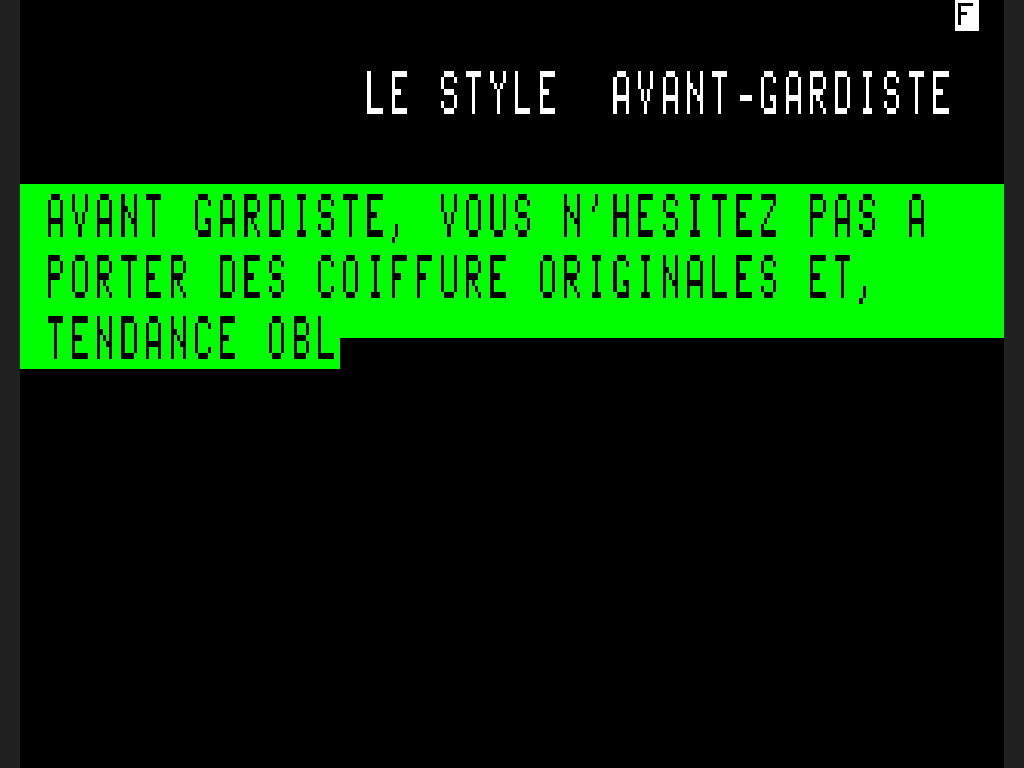 F
LE STYLE  AVANT-GARDISTE
AVANT GARDISTE, VOUS N'HESITEZ PAS A
PORTER DES COIFFURE ORIGINALES ET,
TENDANCE OBL